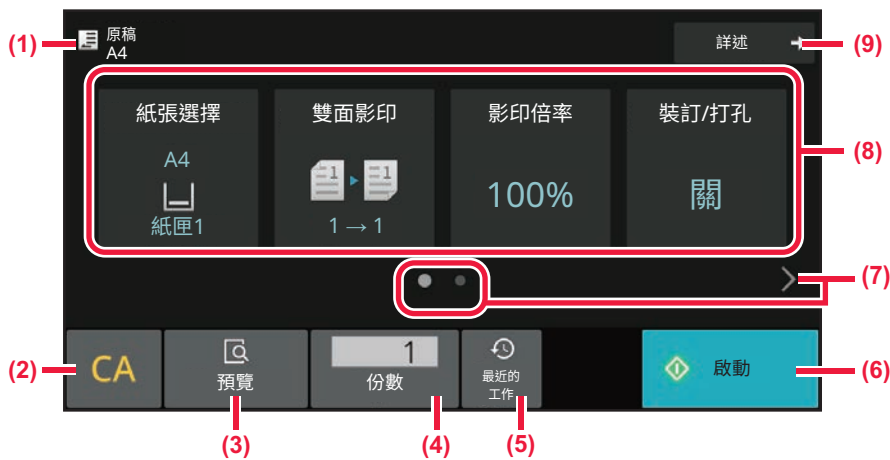 (1)
原稿
A4
詳述
(9)
紙張選擇
雙面影印
影印倍率
裝訂/打孔
(8)
A4
紙匣1
1
1
1 → 1
100%
關
(7)
(2)
CA
預覽
1
份數
最近的
工作
啟動
(6)
(3)
(4)
(5)